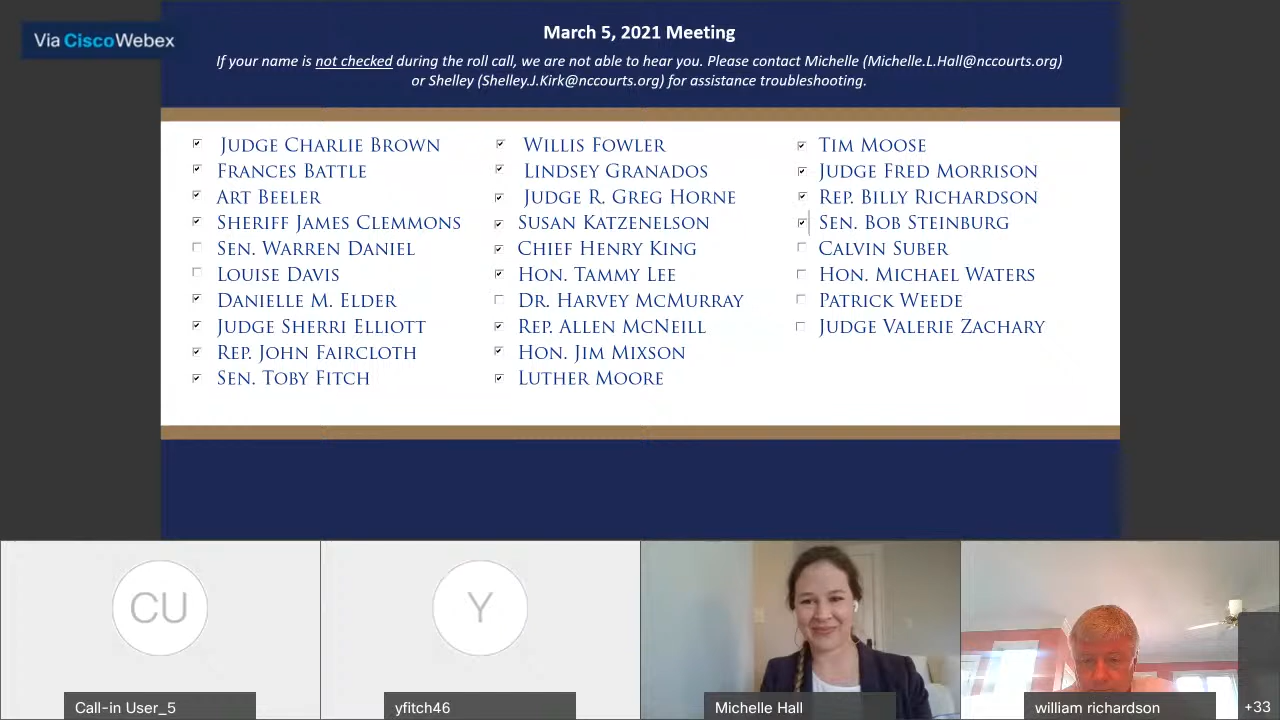 Via Cisco Webex
March 5, 2021 Meeting
If your name is not checked during the roll call, we are not able to hear you. Please contact Michelle (Michelle.L.Hall@nccourts.org)
or Shelley (Shelley.J.Kirk@nccourts.org) for assistance troubleshooting.
Judge Charlie Brown
Frances Battle
Art Beeler
Sheriff James Clemmons
Sen. Warren Daniel
Louise Davis
Danielle M. Elder
Judge Sherri Elliott
Rep. John Faircloth
Sen. Toby Fitch
Willis Fowler
Lindsey Granados
Judge R. Greg Horne
Susan Katzenelson
Chief Henry King
Hon. Tammy Lee
Dr. Harvey McMurray
Rep. Allen McNeill
Hon. Jim Mixson
Luther Moore
Tim Moose
Judge Fred Morrison
Rep. Billy Richardson
Sen. Bob Steinburg
Calvin Suber
Hon. Michael Waters
Patrick Weede
Judge Valerie Zachary
CU
Y
Call-in User_5
yfitch46
Michelle Hall
william richardson
+33